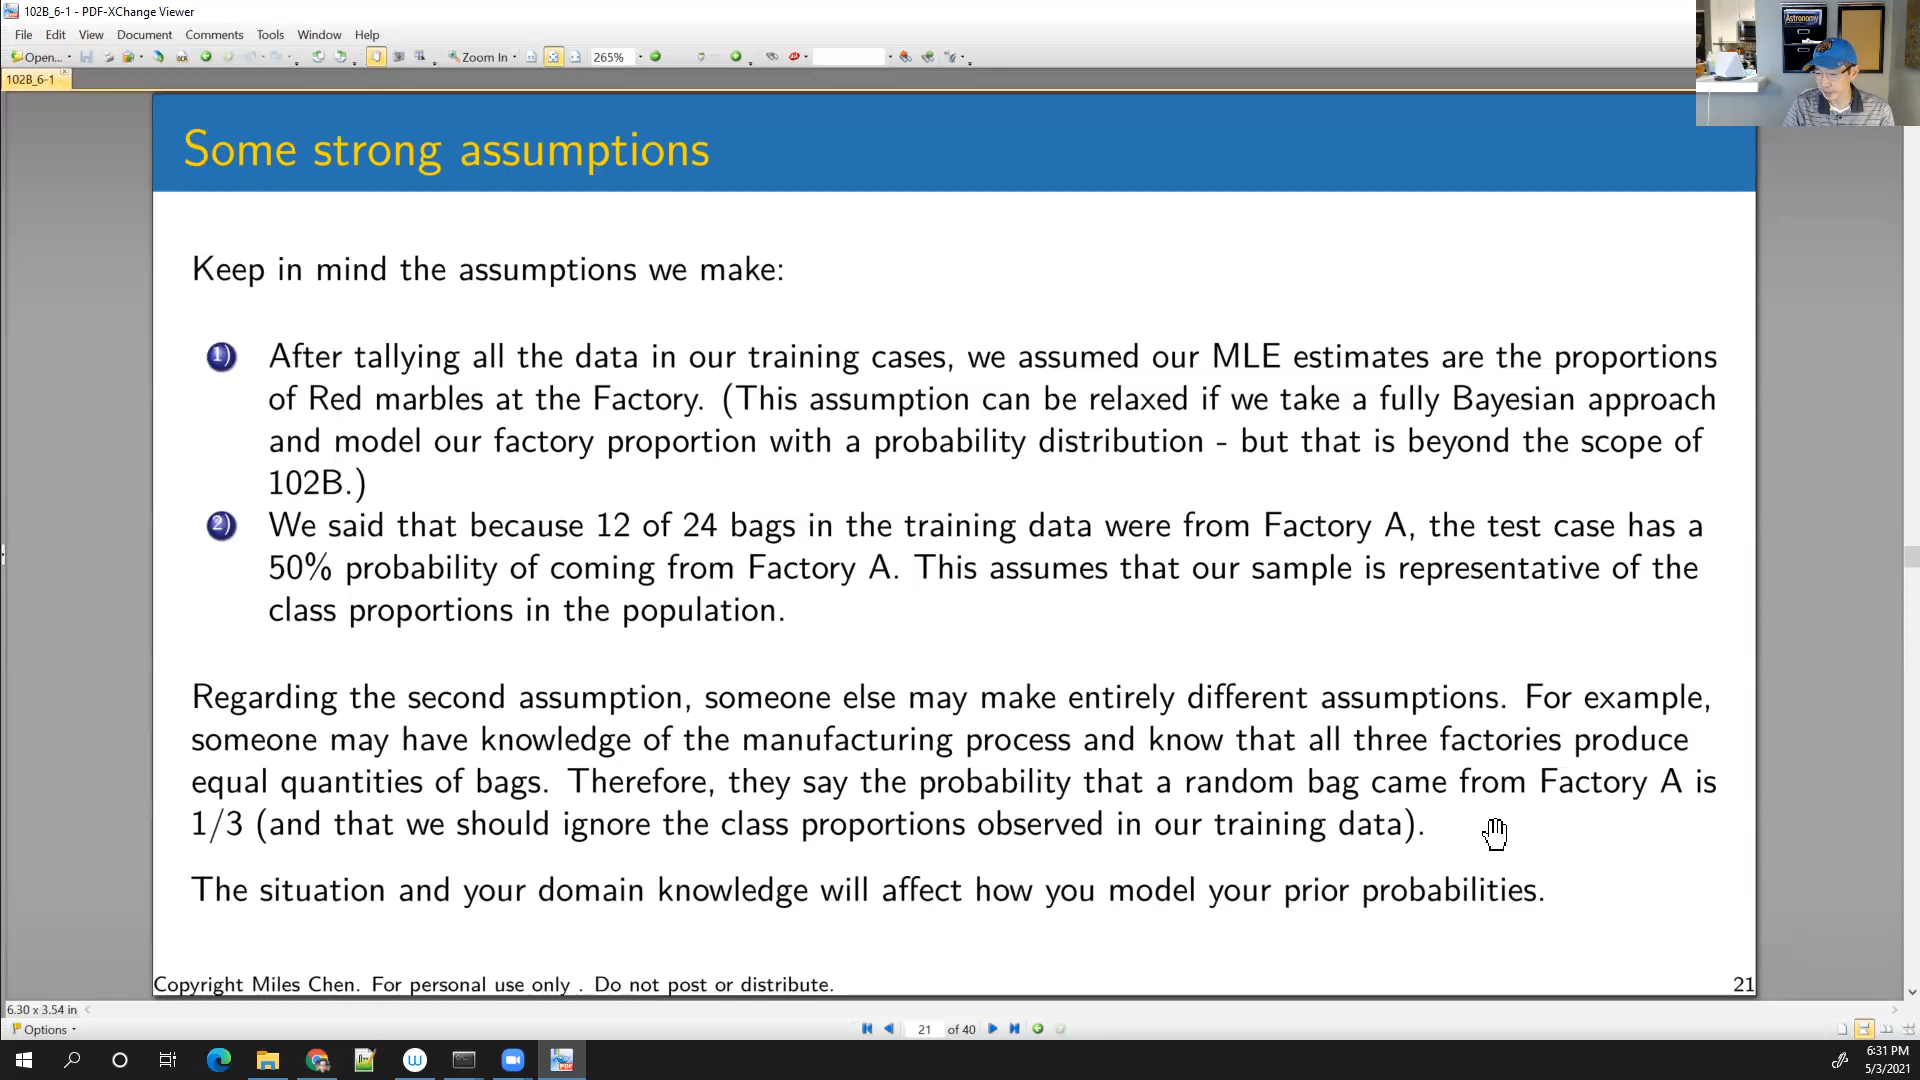 102B_6-1 - PDF-XChange Viewer
File Edit View Document Comments Tools Window Help
Open... Zoom In 265%
102B_6-1
Astronomy
Some strong assumptions
Keep in mind the assumptions we make:
1) After tallying all the data in our training cases, we assumed our MLE estimates are the proportions
of Red marbles at the Factory. (This assumption can be relaxed if we take a fully Bayesian approach
and model our factory proportion with a probability distribution - but that is beyond the scope of
102B.)
2) We said that because 12 of 24 bags in the training data were from Factory A, the test case has a
50% probability of coming from Factory A. This assumes that our sample is representative of the
class proportions in the population.
Regarding the second assumption, someone else may make entirely different assumptions. For example,
someone may have knowledge of the manufacturing process and know that all three factories produce
equal quantities of bags. Therefore, they say the probability that a random bag came from Factory A is
1/3 (and that we should ignore the class proportions observed in our training data).
The situation and your domain knowledge will affect how you model your prior probabilities.
Copyright Miles Chen. For personal use only . Do not post or distribute. 21
6.30 x 3.54 in
Options 21 of 40
6:31 PM
5/3/2021